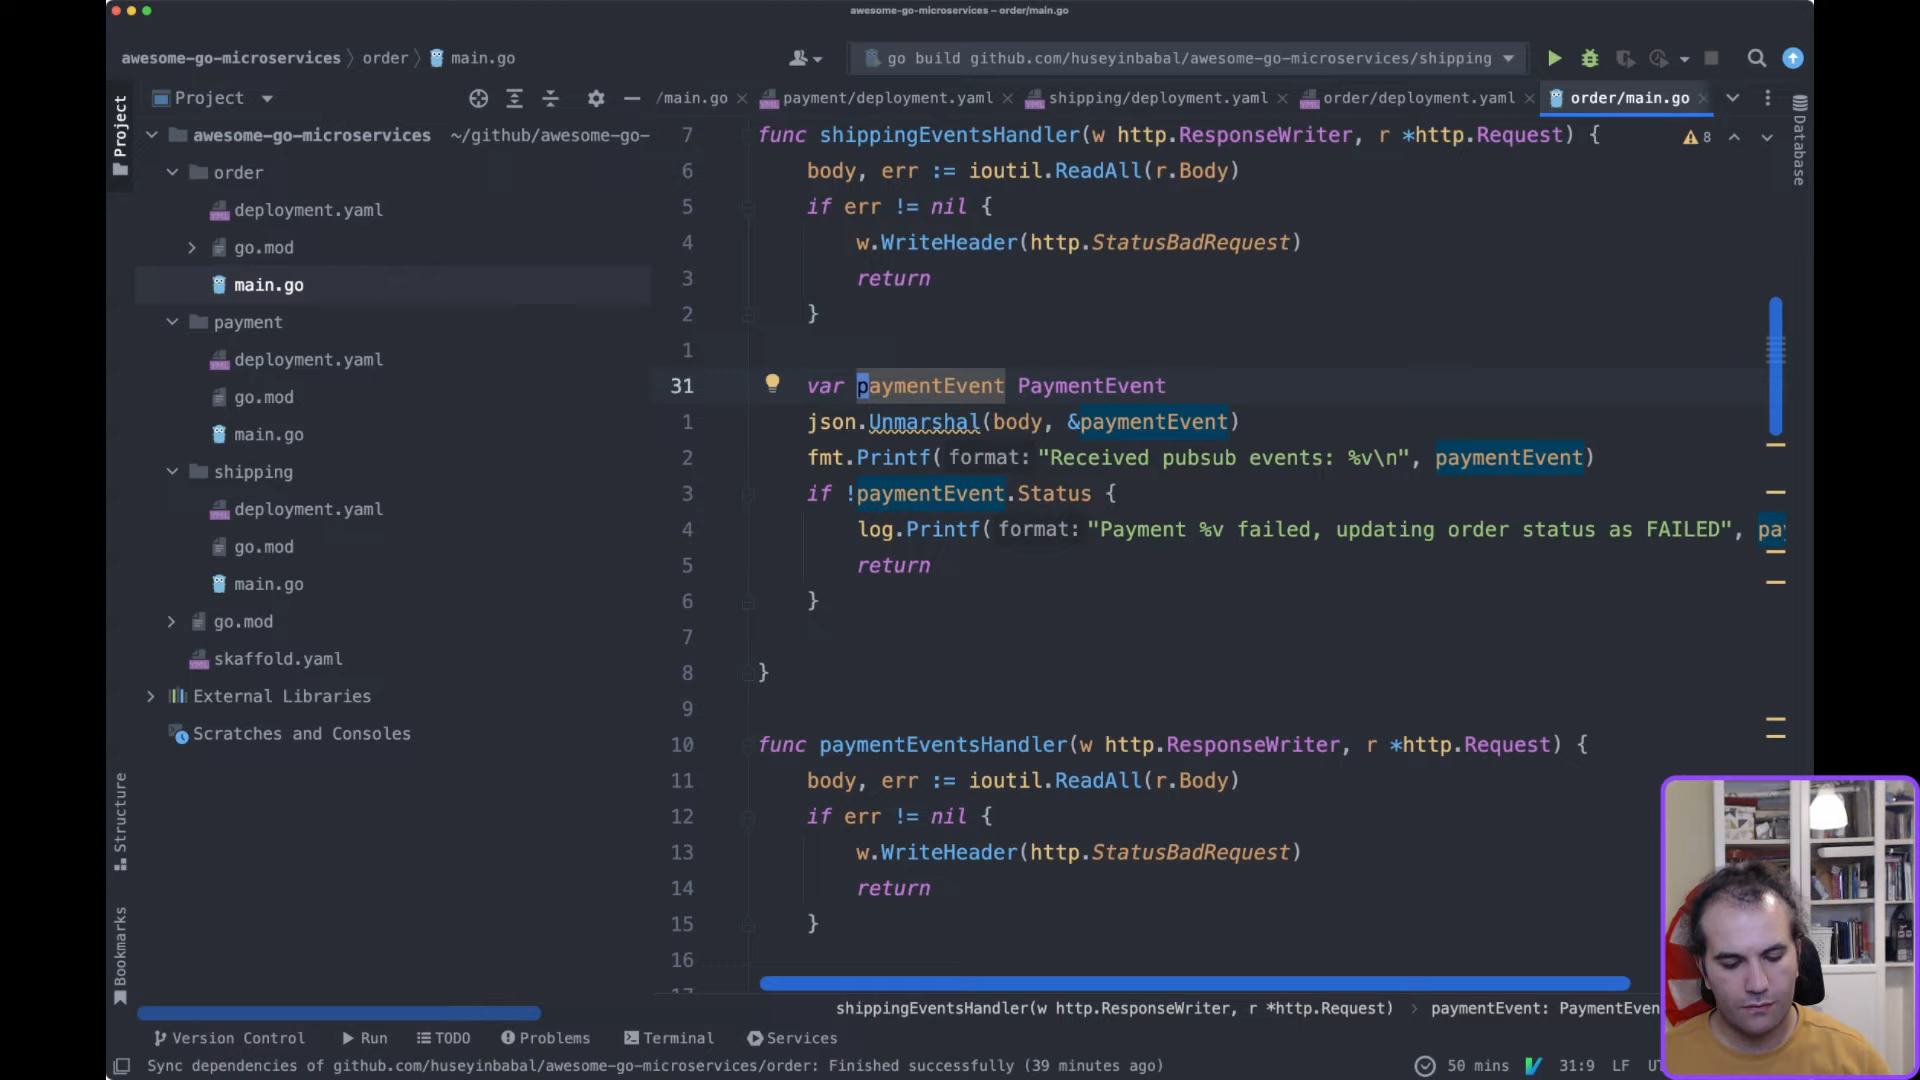 awesome-go-microservices – order/main.go
awesome-go-microservices order main.go
go build github.com/huseyinbabal/awesome-go-microservices/shipping
Project
/main.go payment/deployment.yaml shipping/deployment.yaml order/deployment.yaml order/main.go
Project
Structure
Bookmarks
Database
awesome-go-microservices ~/github/awesome-go-
order
deployment.yaml
go.mod
main.go
payment
deployment.yaml
go.mod
main.go
shipping
deployment.yaml
go.mod
main.go
go.mod
skaffold.yaml
External Libraries
Scratches and Consoles
8
7 func shippingEventsHandler(w http.ResponseWriter, r *http.Request) {
6 body, err := ioutil.ReadAll(r.Body)
5 if err != nil {
4 w.WriteHeader(http.StatusBadRequest)
3 return
2 }
1
31 var paymentEvent PaymentEvent
1 json.Unmarshal(body, &paymentEvent)
2 fmt.Printf( format: "Received pubsub events: %v\n", paymentEvent)
3 if !paymentEvent.Status {
4 log.Printf( format: "Payment %v failed, updating order status as FAILED", pay
5 return
6 }
7
8 }
9
10 func paymentEventsHandler(w http.ResponseWriter, r *http.Request) {
11 body, err := ioutil.ReadAll(r.Body)
12 if err != nil {
13 w.WriteHeader(http.StatusBadRequest)
14 return
15 }
16
shippingEventsHandler(w http.ResponseWriter, r *http.Request) paymentEvent: PaymentEven
Version Control Run TODO Problems Terminal Services
Sync dependencies of github.com/huseyinbabal/awesome-go-microservices/order: Finished successfully (39 minutes ago) 50 mins 31:9 LF